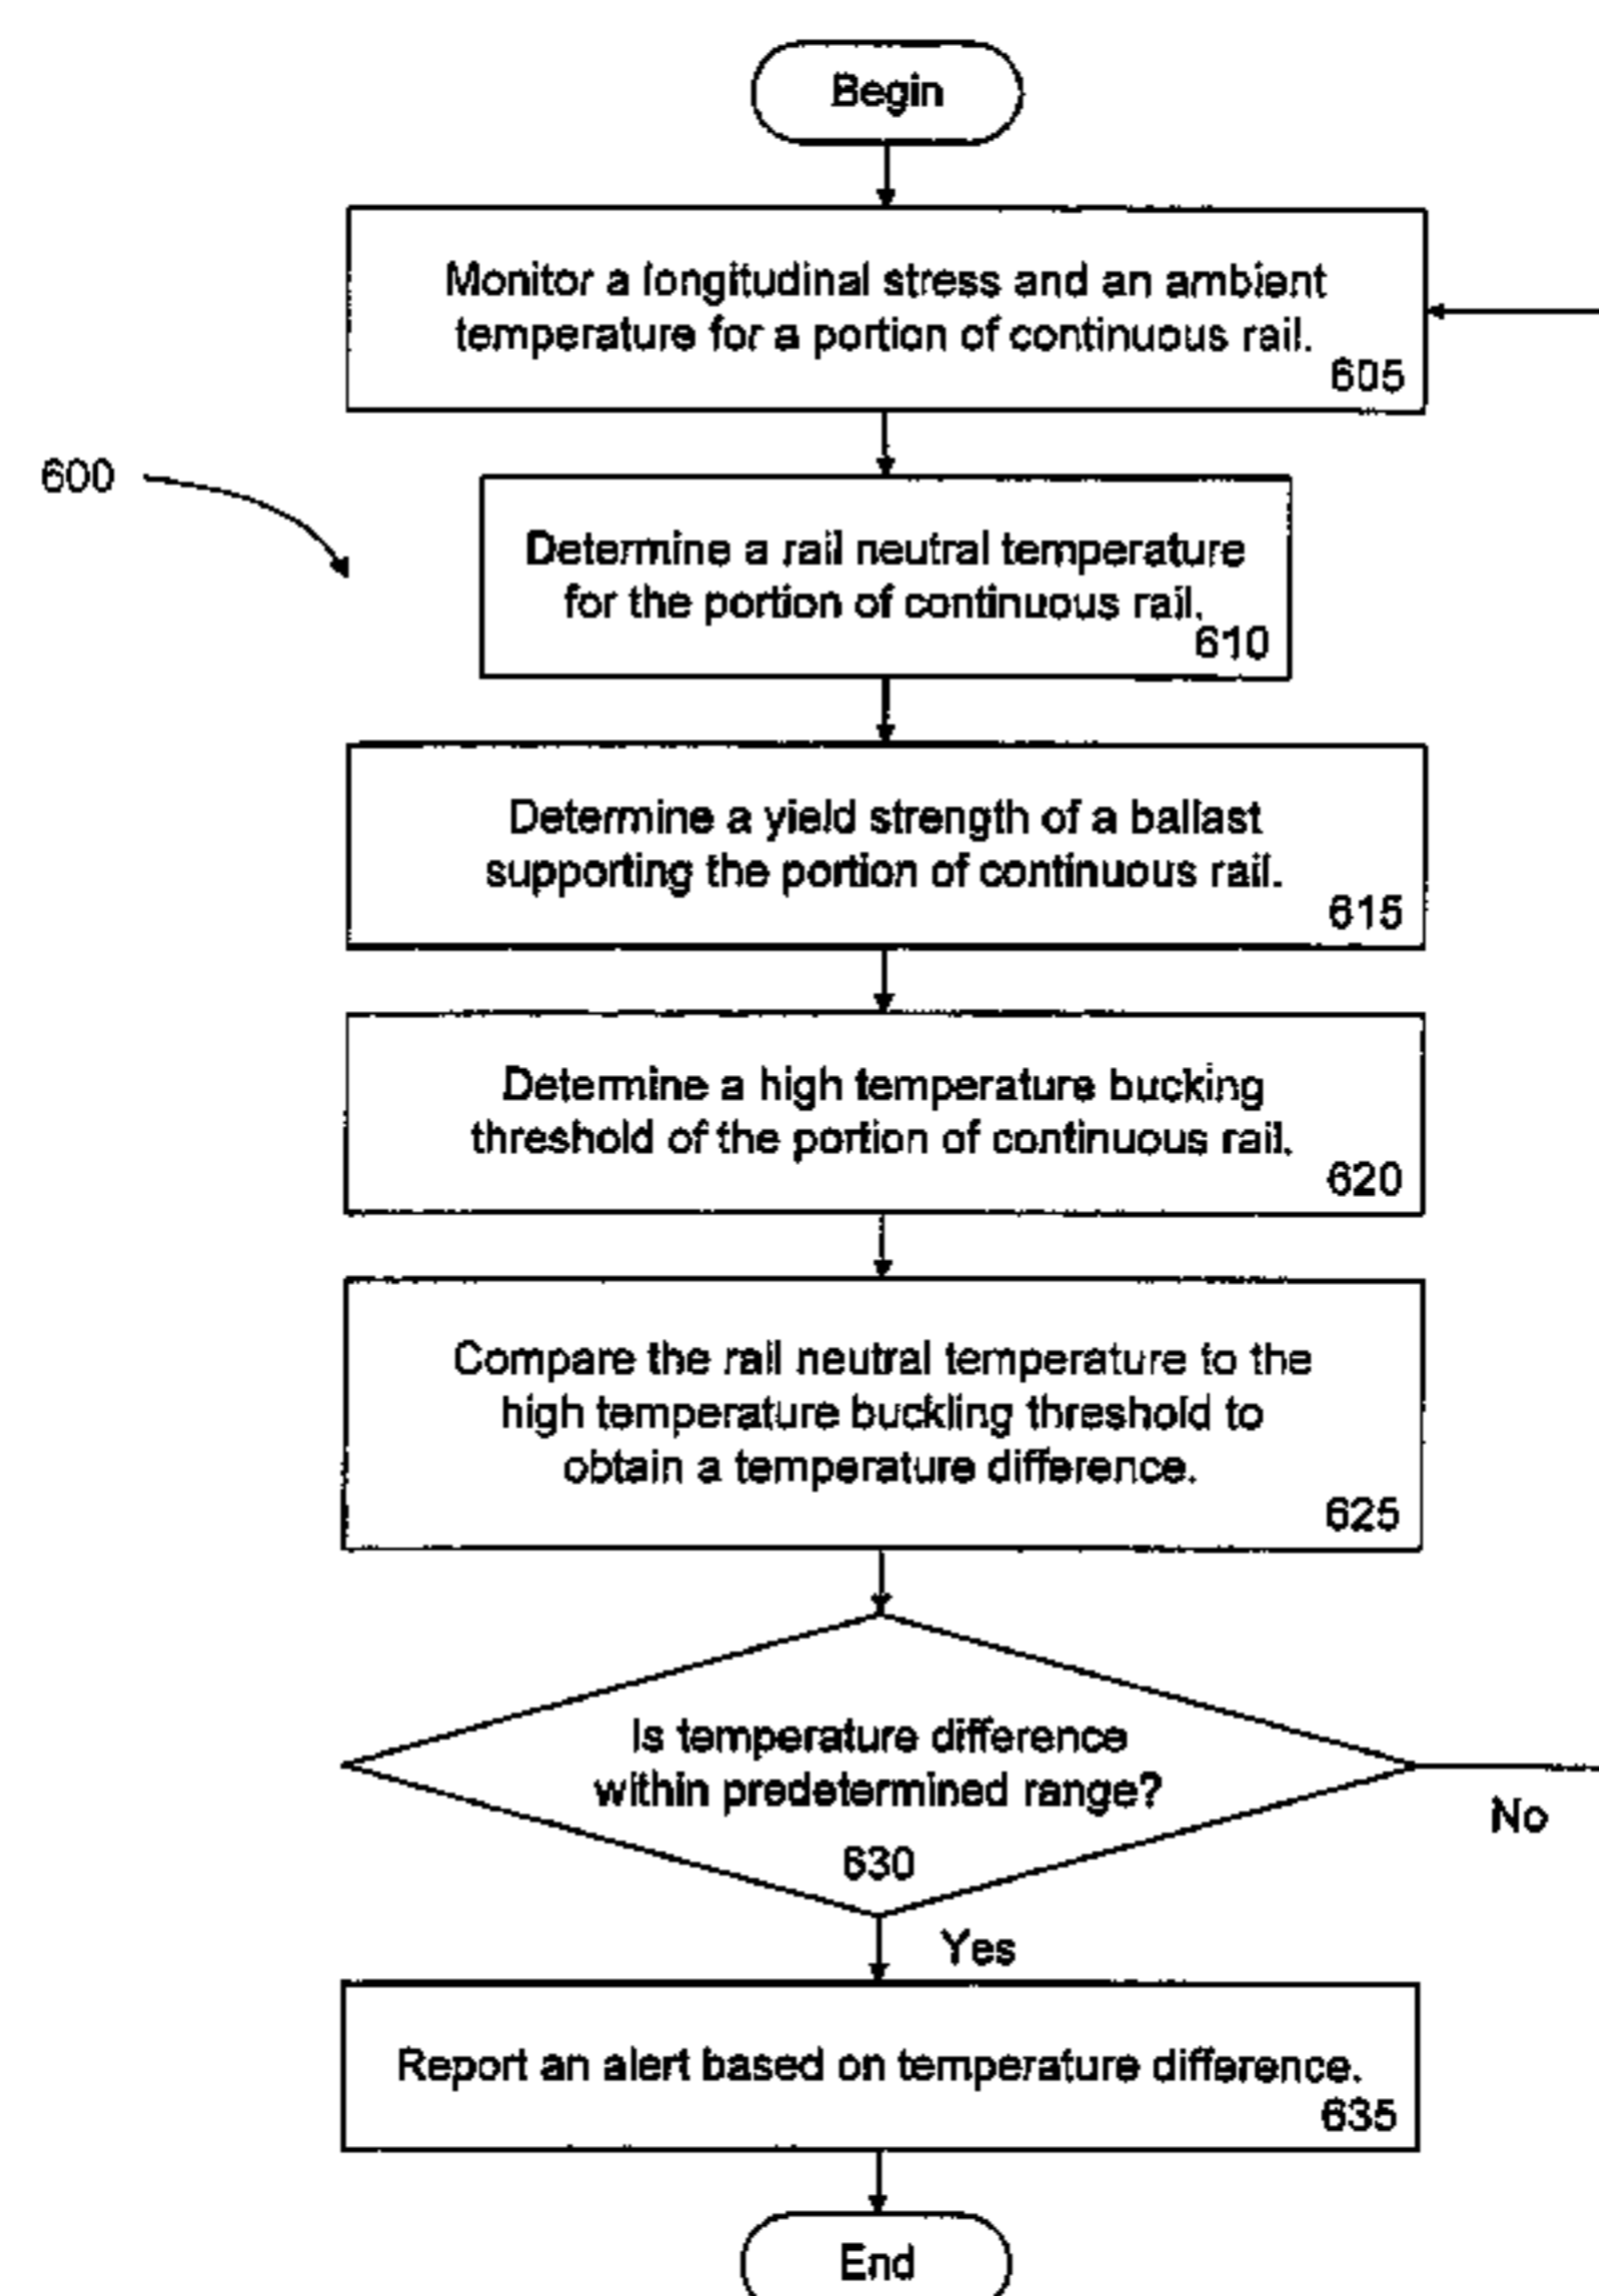 Begin
Monitor a longitudinal stress and an ambient
temperature for a portion of continuous rail.
605
600
Determine a rail neutral temperature
for the portion of continuous rail.
610
Determine a yield strength of a ballast
supporting the portion of continuous rail.
615
Determine a high temperature bucking
threshold of the portion of continuous rail.
620
Compare the rail neutral temperature to the
high temperature buckling threshold to
obtain a temperature difference.
625
Is temperature difference
within predetermined range?
630
No
Yes
Report an alert based on temperature difference.
635
End